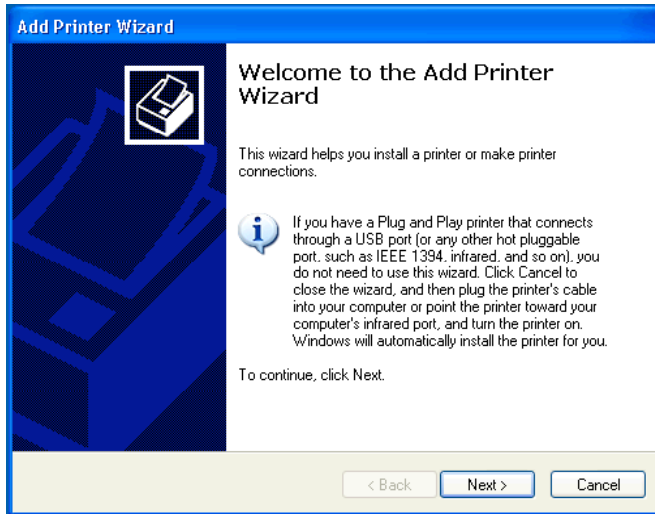 Add Printer Wizard
Welcome to the Add Printer
Wizard
This wizard helps you install a printer or make printer
connections.
If you have a Plug and Play printer that connects
through a USB port (or any other hot pluggable
port, such as IEEE 1394, infrared, and so on), you
do not need to use this wizard. Click Cancel to
close the wizard, and then plug the printer's cable
into your computer or point the printer toward your
computer's infrared port, and turn the printer on.
Windows will automatically install the printer for you.
To continue, click Next.
< Back Next > Cancel